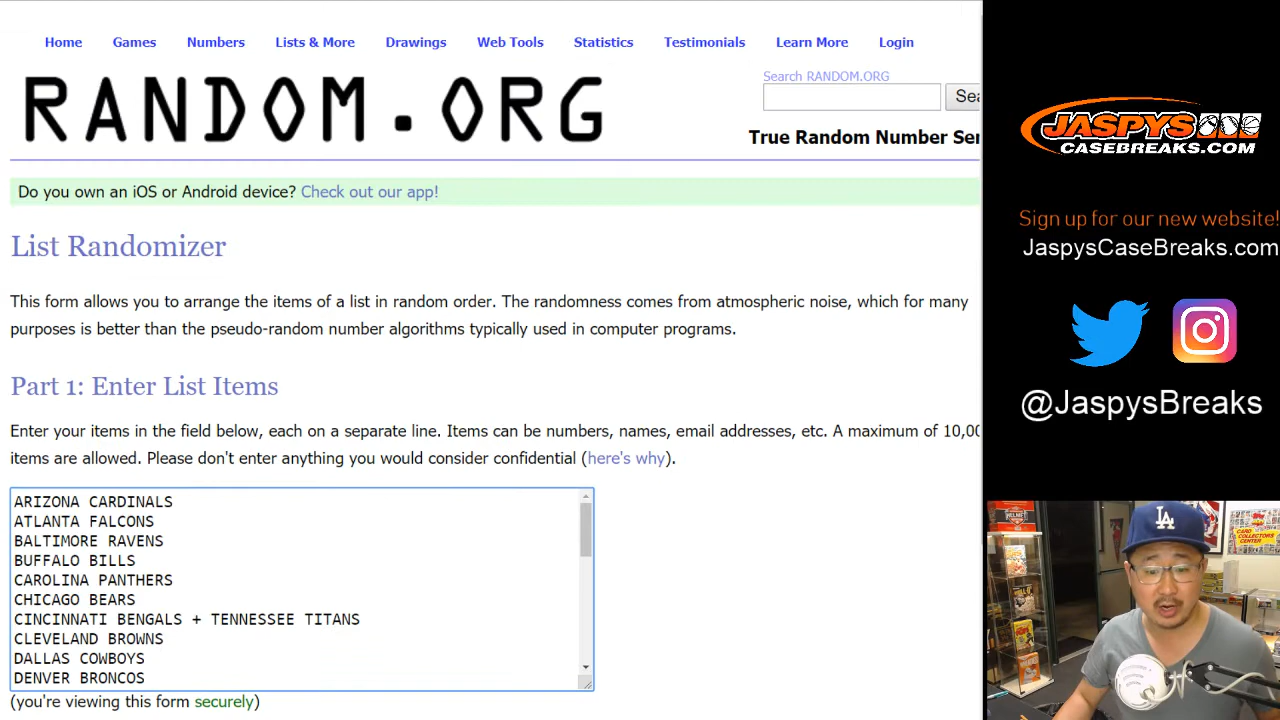 Home Games Numbers Lists & More Drawings Web Tools Statistics Testimonials Learn More Login
RANDOM.ORG
Search RANDOM.ORG
Sea
True Random Number Ser
Do you own an iOS or Android device? Check out our app!
List Randomizer
This form allows you to arrange the items of a list in random order. The randomness comes from atmospheric noise, which for many
purposes is better than the pseudo-random number algorithms typically used in computer programs.
Part 1: Enter List Items
Enter your items in the field below, each on a separate line. Items can be numbers, names, email addresses, etc. A maximum of 10,00
items are allowed. Please don't enter anything you would consider confidential (here's why).
ARIZONA CARDINALS
ATLANTA FALCONS
BALTIMORE RAVENS
BUFFALO BILLS
CAROLINA PANTHERS
CHICAGO BEARS
CINCINNATI BENGALS + TENNESSEE TITANS
CLEVELAND BROWNS
DALLAS COWBOYS
DENVER BRONCOS
(you're viewing this form securely)
JASPYS
CASEBREAKS.COM
Sign up for our new website!
JaspysCaseBreaks.com
@JaspysBreaks
LA
CARD
COLLECTORS
CENTER